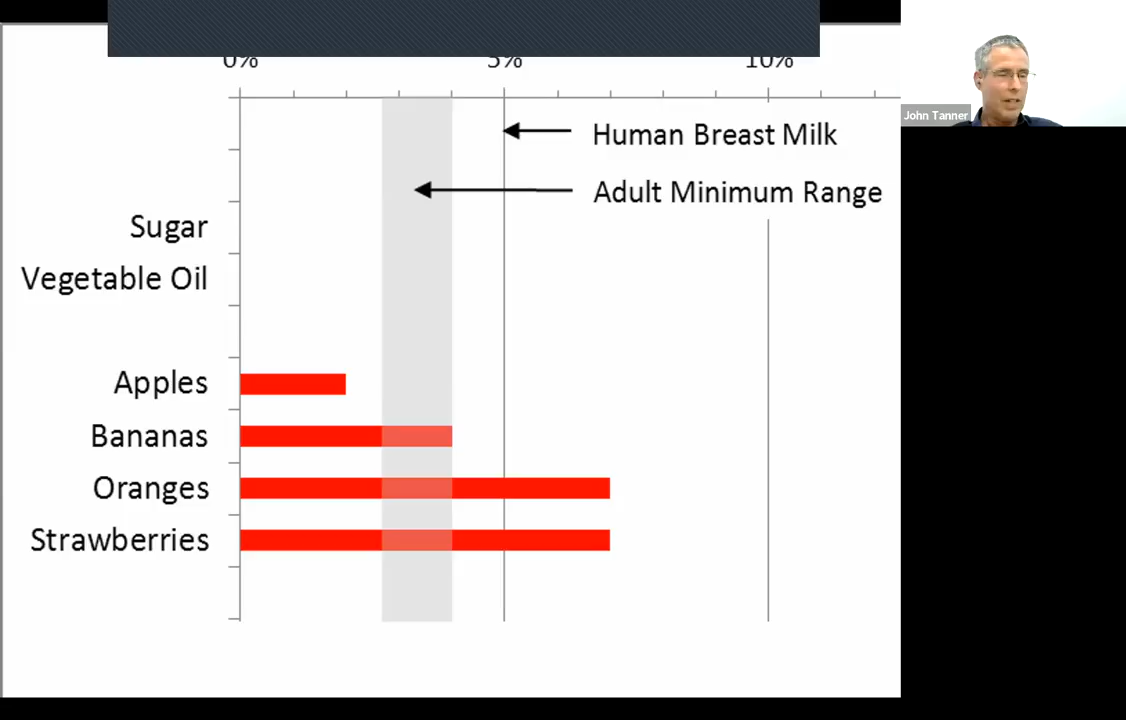 0% 5% 10%
Human Breast Milk
Adult Minimum Range
Sugar
Vegetable Oil
Apples
Bananas
Oranges
Strawberries
John Tanner